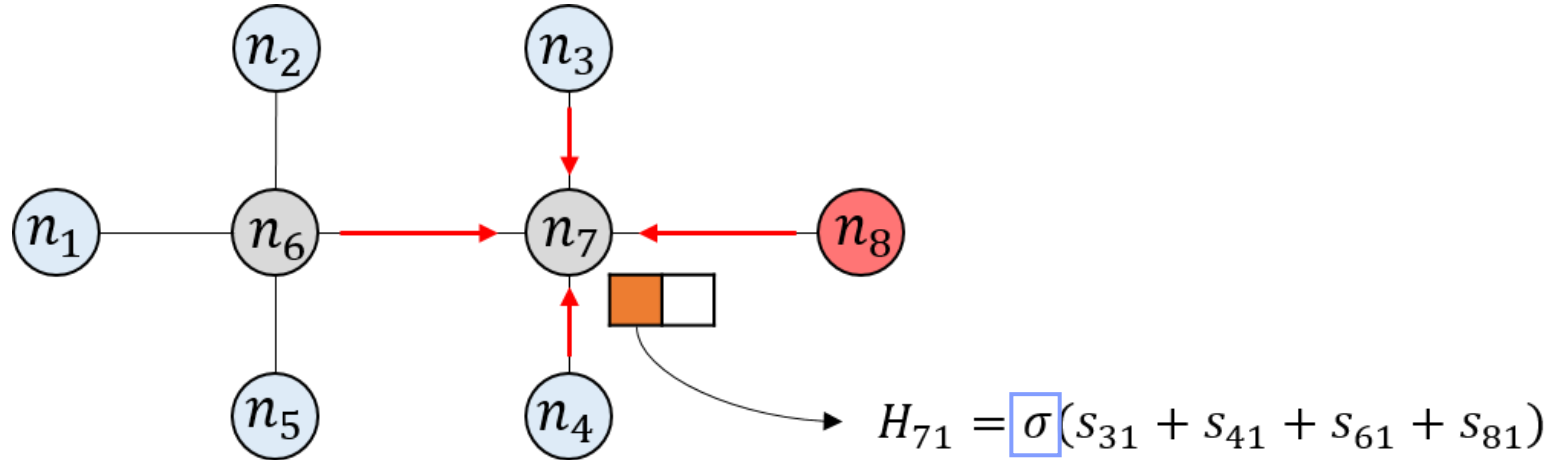 n₂ n₃
n₁ n₆ n₇ n₈
n₅ n₄ H₇₁ = σ(s₃₁ + s₄₁ + s₆₁ + s₈₁)